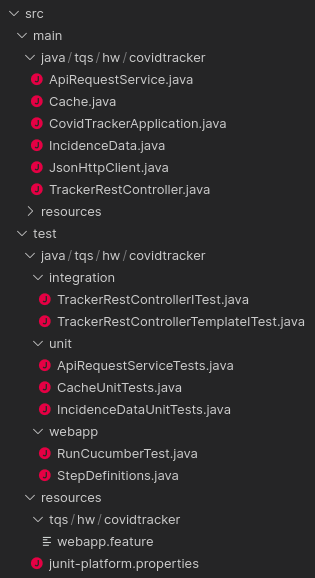 src
main
java / tqs / hw / covidtracker
ApiRequestService.java
Cache.java
CovidTrackerApplication.java
IncidenceData.java
JsonHttpClient.java
TrackerRestController.java
resources
test
java / tqs / hw / covidtracker
integration
TrackerRestControllerITest.java
TrackerRestControllerTemplateITest.java
unit
ApiRequestServiceTests.java
CacheUnitTests.java
IncidenceDataUnitTests.java
webapp
RunCucumberTest.java
StepDefinitions.java
resources
tqs / hw / covidtracker
webapp.feature
junit-platform.properties